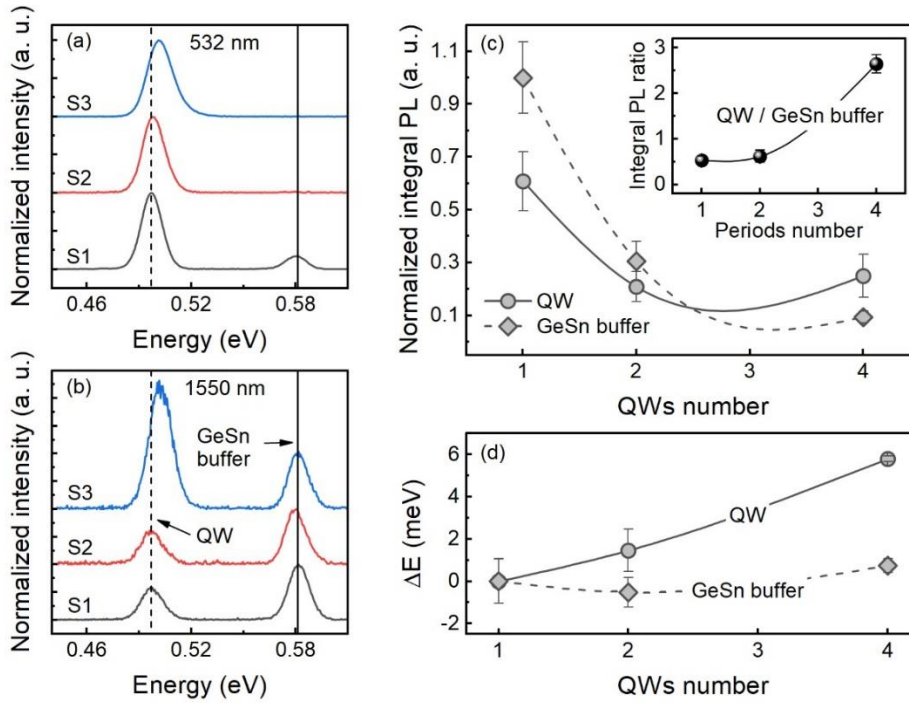 (a)
532 nm
S3
S2
S1
0.46
0.52
0.58
Energy (eV)
Normalized intensity (a. u.)
(b)
1550 nm
GeSn
buffer
S3
QW
S2
S1
0.46
0.52
0.58
Energy (eV)
Normalized intensity (a. u.)
(c)
1.1
0.9
0.7
0.5
0.3
0.1
Normalized integral PL (a. u.)
QW
GeSn buffer
1
2
3
4
QWs number
3
2
1
0
Integral PL ratio
QW / GeSn buffer
1
2
3
4
Periods number
(d)
6
4
2
0
-2
ΔE (meV)
QW
GeSn buffer
1
2
3
4
QWs number